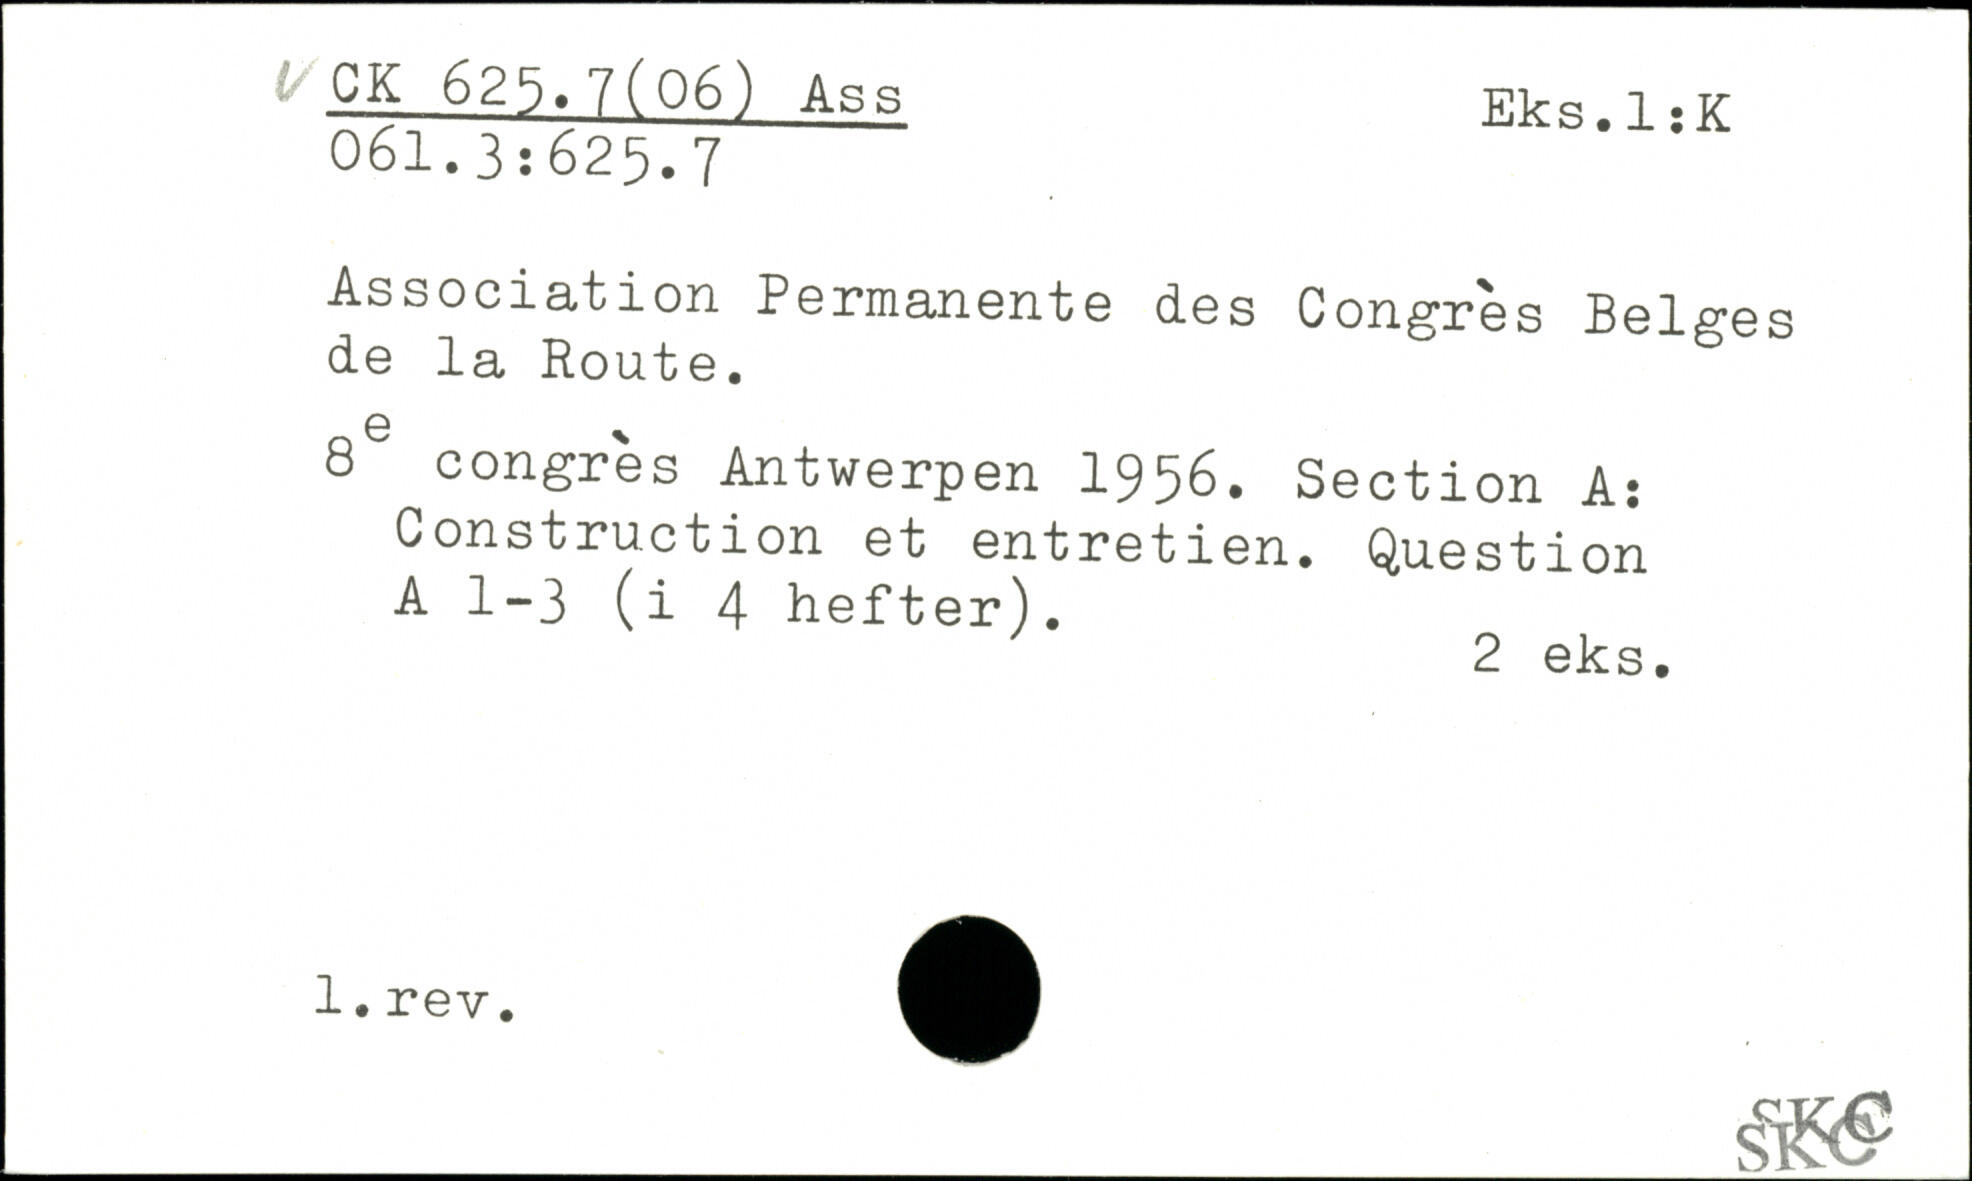 CK 625.7(06) Ass
Eks.1:K
061.3:625.7
Association Permanente des Congrès Belges
de la Route.
8e congrès Antwerpen 1956. Section A:
Construction et entretien. Question
A 1-3 (i 4 hefter).
2 eks.
1.rev.
SKC
SKC